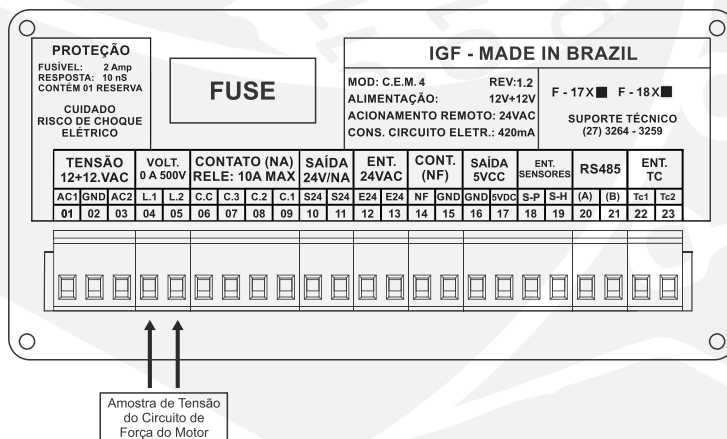 PROTEÇÃO
FUSÍVEL: 2 Amp
RESPOSTA: 10 nS
CONTÉM 01 RESERVA
CUIDADO
RISCO DE CHOQUE
ELÉTRICO
FUSE
IGF - MADE IN BRAZIL
MOD: C.E.M. 4 REV:1.2
ALIMENTAÇÃO: 12V+12V
ACIONAMENTO REMOTO: 24VAC
CONS. CIRCUITO ELETR.: 420mA
F - 17X F - 18X
SUPORTE TÉCNICO
(27) 3264 - 3259
TENSÃO VOLT. CONTATO (NA) SAÍDA ENT. CONT. SAÍDA ENT. RS485 ENT.
12+12.VAC 0 A 500V RELE: 10A MAX 24V/NA 24VAC (NF) 5VCC SENSORES TC
AC1 GND AC2 L.1 L.2 C.C C.3 C.2 C.1 S24 S24 E24 E24 NF GND GND 5VDC S-P S-H (A) (B) Tc1 Tc2
01 02 03 04 05 06 07 08 09 10 11 12 13 14 15 16 17 18 19 20 21 22 23
Amostra de Tensão
do Circuito de
Força do Motor